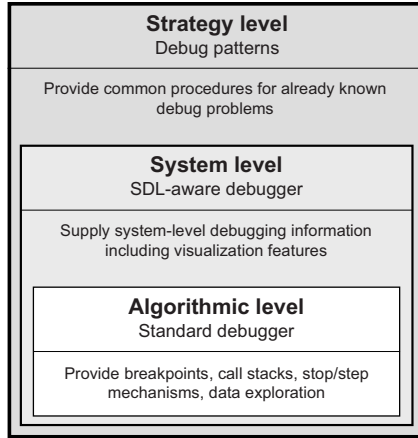 Strategy level
Debug patterns
Provide common procedures for already known
debug problems
System level
SDL-aware debugger
Supply system-level debugging information
including visualization features
Algorithmic level
Standard debugger
Provide breakpoints, call stacks, stop/step
mechanisms, data exploration